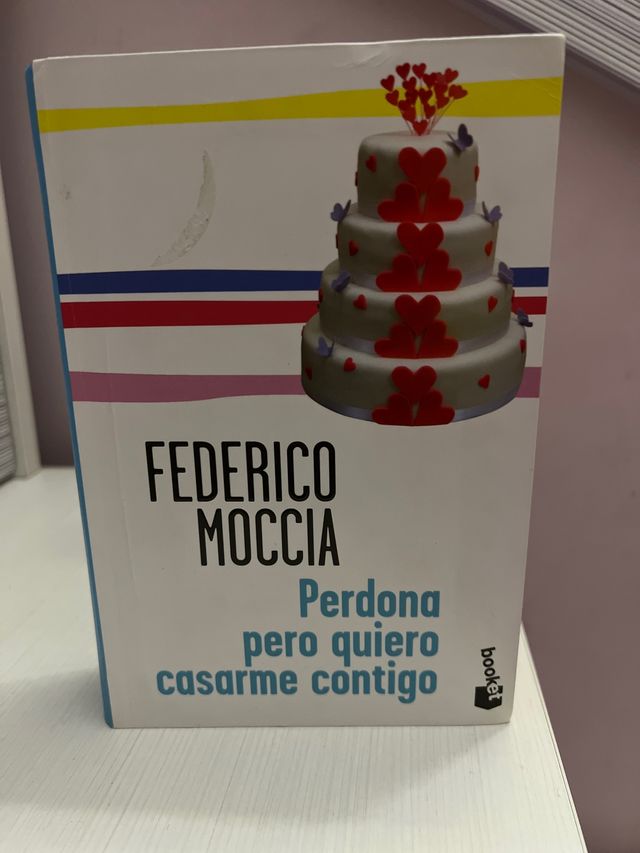 FEDERICO
MOCCIA
Perdona
pero quiero
casarme contigo
booket